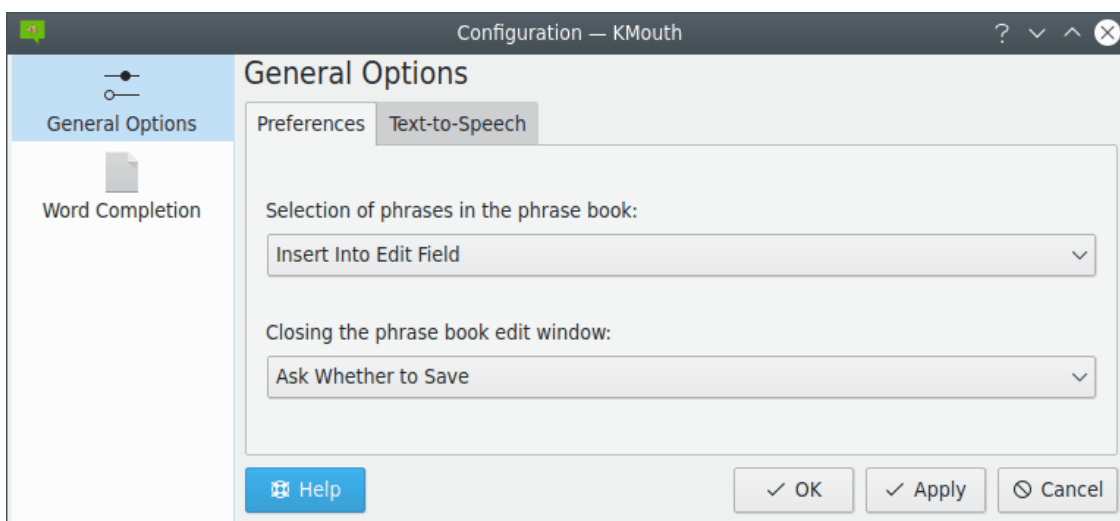 Configuration — KMouth
General Options
Word Completion
General Options
Preferences Text-to-Speech
Selection of phrases in the phrase book:
Insert Into Edit Field
Closing the phrase book edit window:
Ask Whether to Save
Help OK Apply Cancel